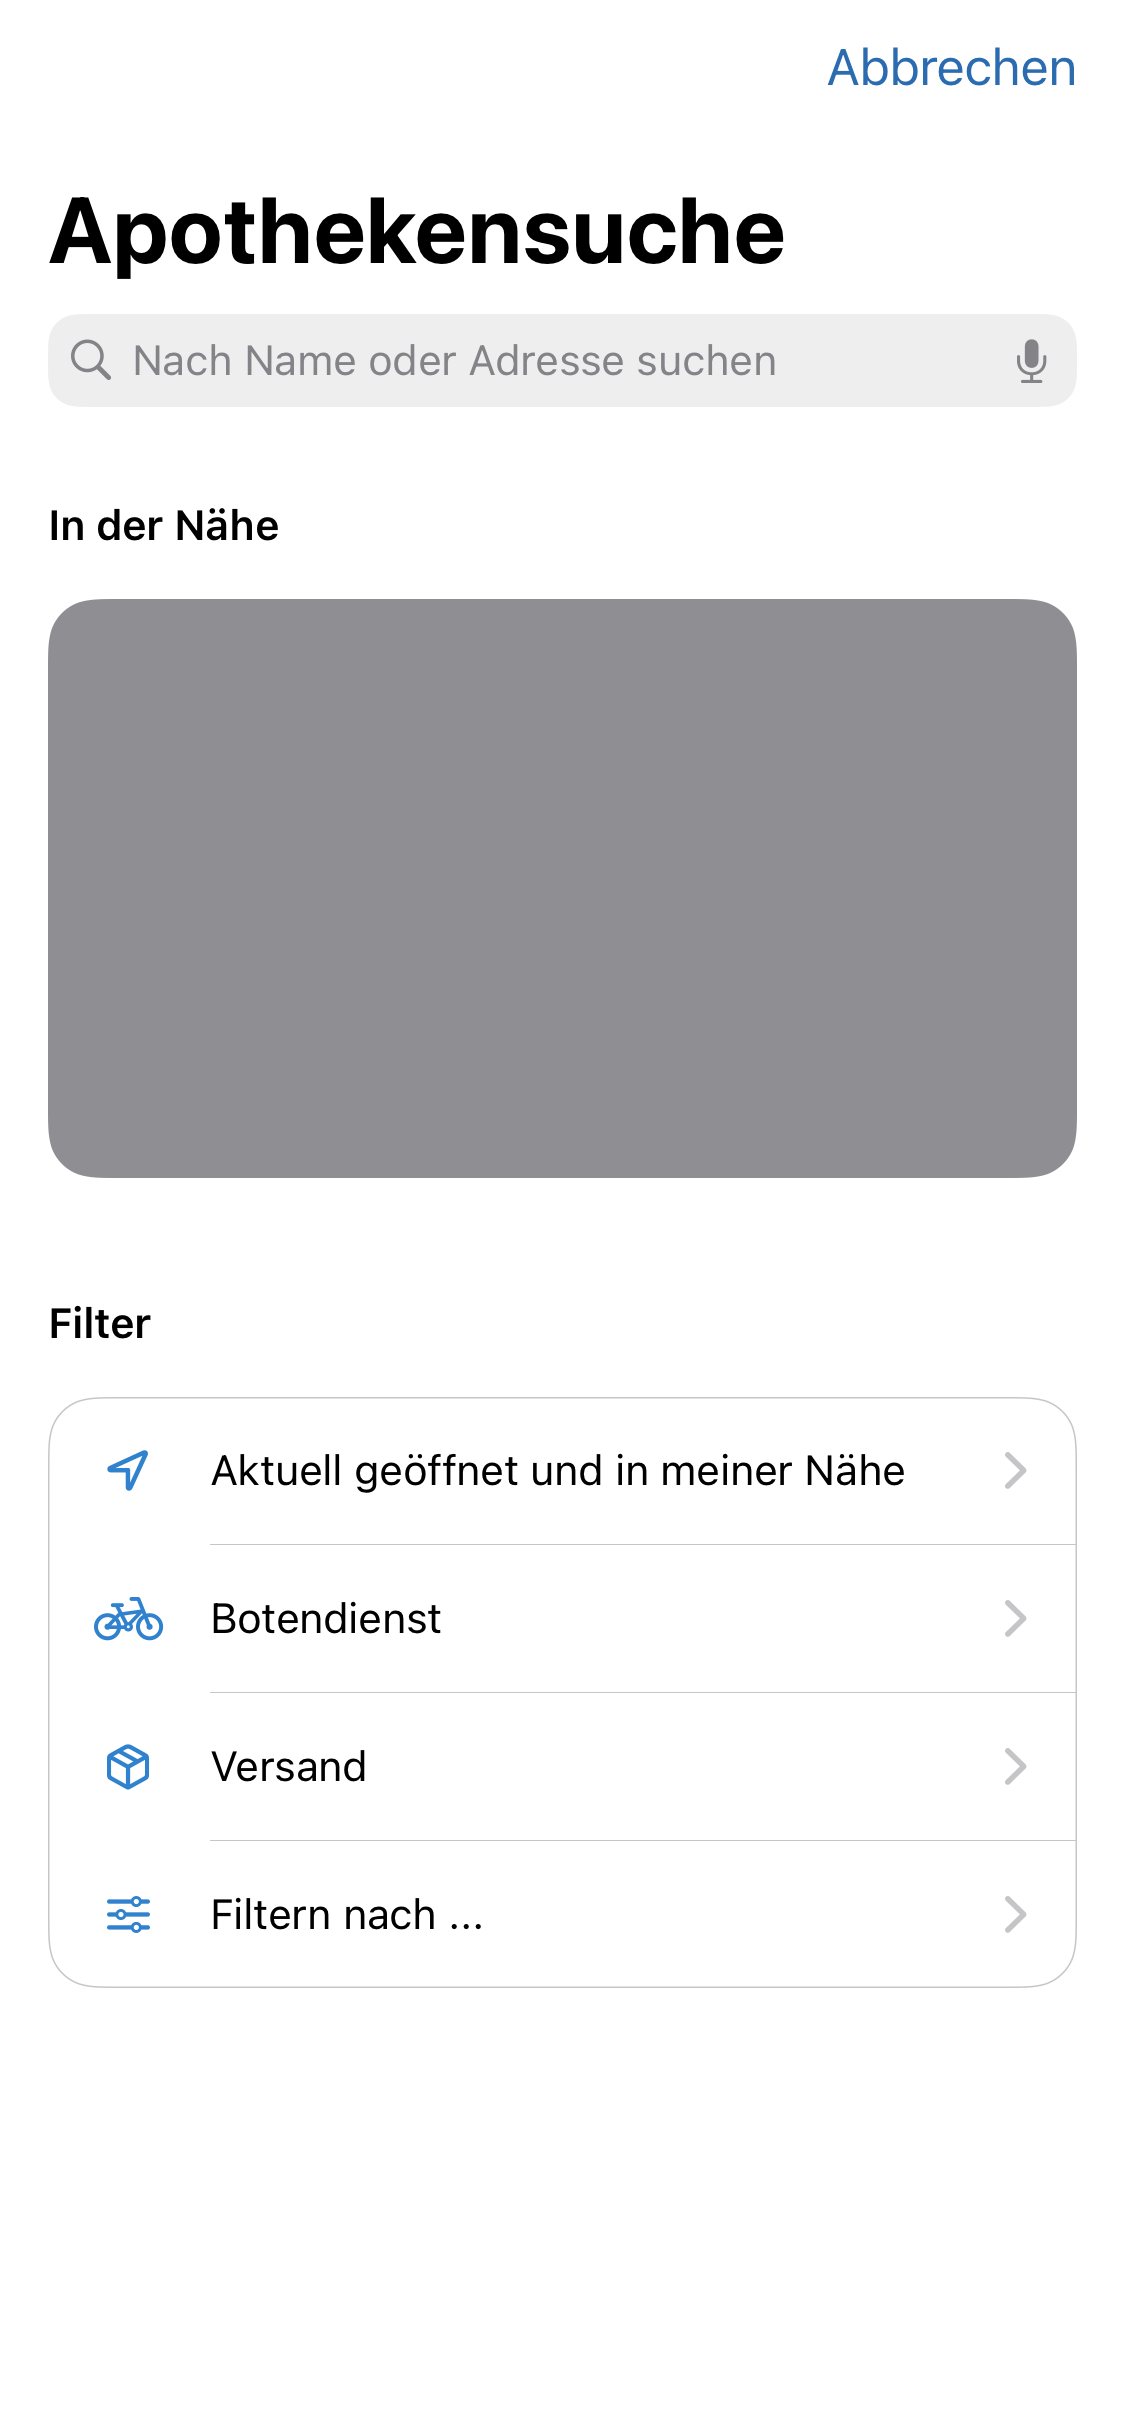 Abbrechen
Apothekensuche
Nach Name oder Adresse suchen
In der Nähe
Filter
Aktuell geöffnet und in meiner Nähe
Botendienst
Versand
Filtern nach ...